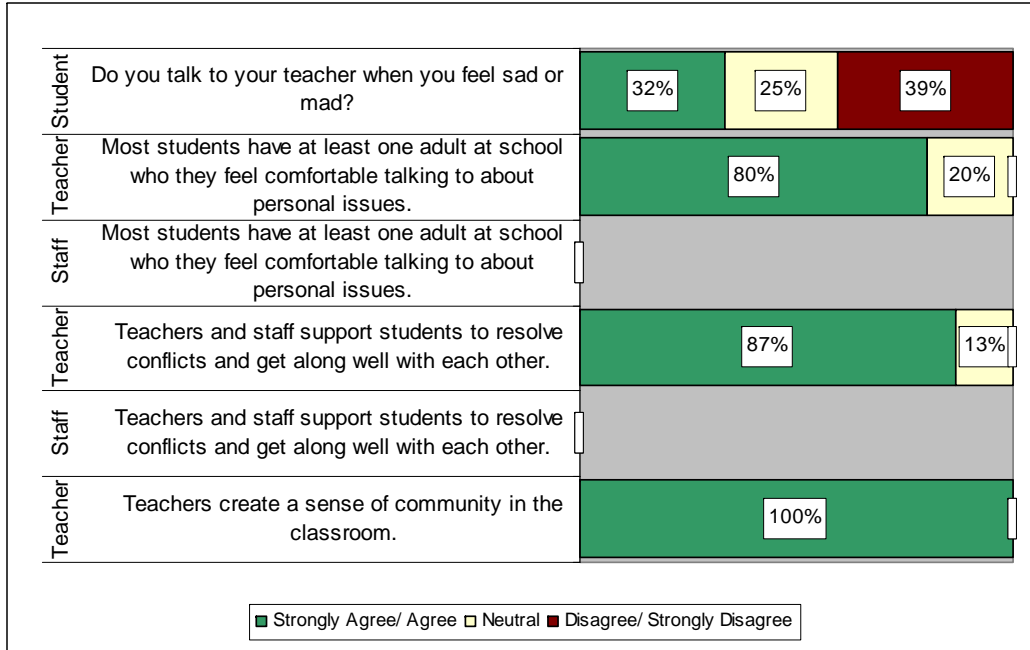 Student
Do you talk to your teacher when you feel sad or
mad?
32%
25%
39%
Teacher
Most students have at least one adult at school
who they feel comfortable talking to about
personal issues.
80%
20%
Staff
Most students have at least one adult at school
who they feel comfortable talking to about
personal issues.
Teacher
Teachers and staff support students to resolve
conflicts and get along well with each other.
87%
13%
Staff
Teachers and staff support students to resolve
conflicts and get along well with each other.
Teacher
Teachers create a sense of community in the
classroom.
100%
Strongly Agree/ Agree Neutral Disagree/ Strongly Disagree